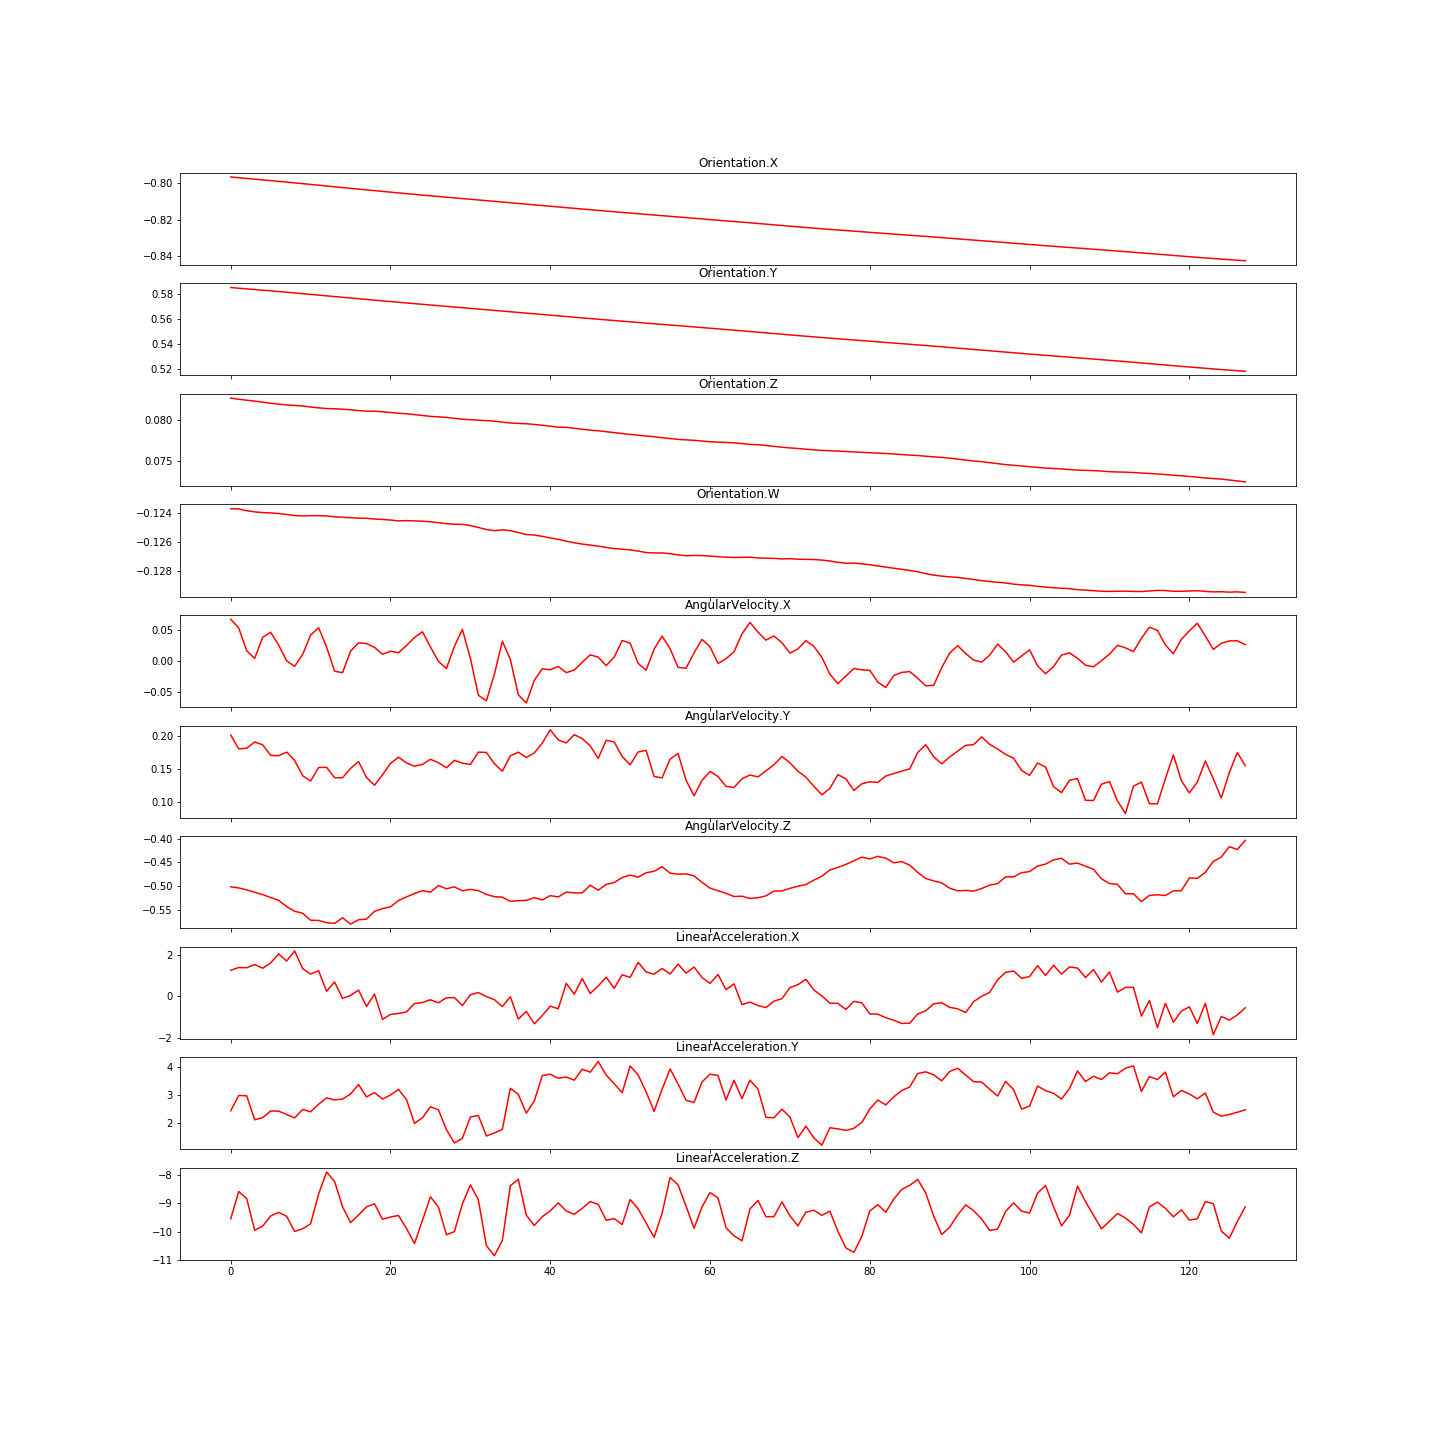 Orientation.X
−0.80
−0.82
−0.84
Orientation.Y
0.58
0.56
0.54
0.52
Orientation.Z
0.080
0.075
Orientation.W
−0.124
−0.126
−0.128
AngularVelocity.X
0.05
0.00
−0.05
AngularVelocity.Y
0.20
0.15
0.10
AngularVelocity.Z
−0.40
−0.45
−0.50
−0.55
LinearAcceleration.X
2
0
−2
LinearAcceleration.Y
4
3
2
LinearAcceleration.Z
−8
−9
−10
−11
0 20 40 60 80 100 120